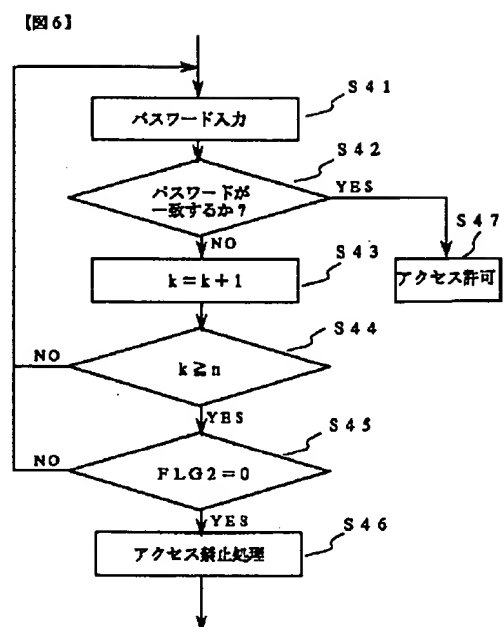 【図6】
S41
パスワード入力
S42
パスワードが
一致するか?
YES
S47
NO
S43
k=k+1
アクセス許可
S44
NO
k≧n
YES
S45
NO
FLG2=0
YES
S46
アクセス禁止処理